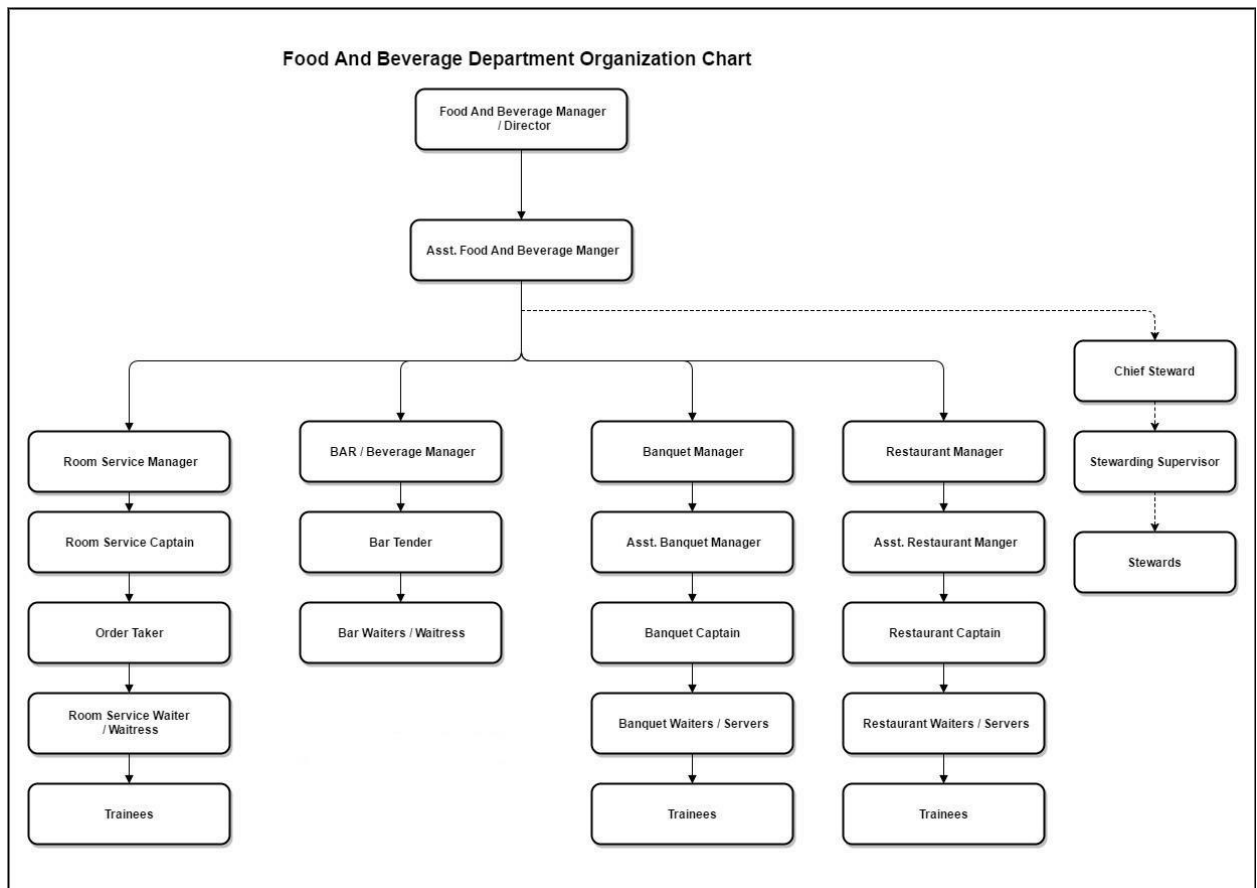 Food And Beverage Department Organization Chart
Food And Beverage Manager
/ Director
Asst. Food And Beverage Manger
Chief Steward
Room Service Manager
BAR / Beverage Manager
Banquet Manager
Restaurant Manager
Stewarding Supervisor
Room Service Captain
Bar Tender
Asst. Banquet Manager
Asst. Restaurant Manger
Stewards
Order Taker
Bar Waiters / Waitress
Banquet Captain
Restaurant Captain
Room Service Waiter
/ Waitress
Banquet Waiters / Servers
Restaurant Waiters / Servers
Trainees
Trainees
Trainees